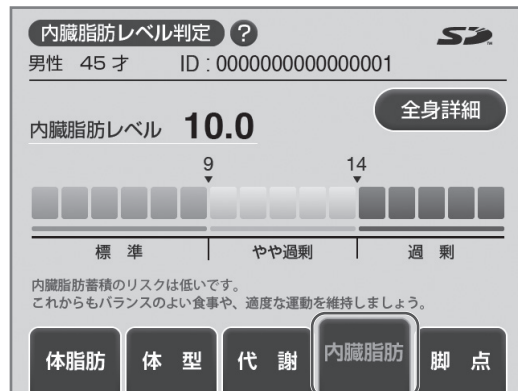 内臓脂肪レベル判定 ?
男性 45才 ID : 0000000000000001
内臓脂肪レベル 10.0
全身詳細
9 14
標 準 やや過剰 過 剰
内臓脂肪蓄積のリスクは低いです。
これからもバランスのよい食事や、適度な運動を維持しましょう。
体脂肪 体 型 代 謝 内臓脂肪 脚 点